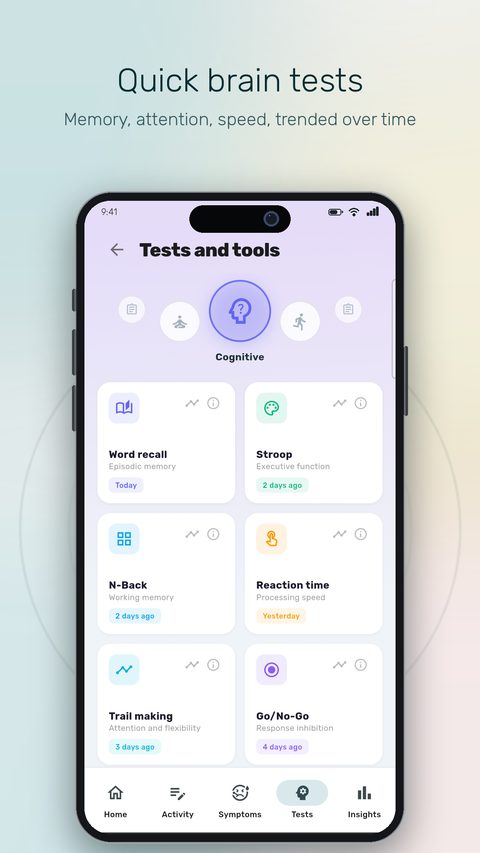 Quick brain tests
Memory, attention, speed, trended over time
9:41
Tests and tools
Cognitive
Word recall
Episodic memory
Today
Stroop
Executive function
2 days ago
N-Back
Working memory
2 days ago
Reaction time
Processing speed
Yesterday
Trail making
Attention and flexibility
3 days ago
Go/No-Go
Response inhibition
4 days ago
Home
Activity
Symptoms
Tests
Insights